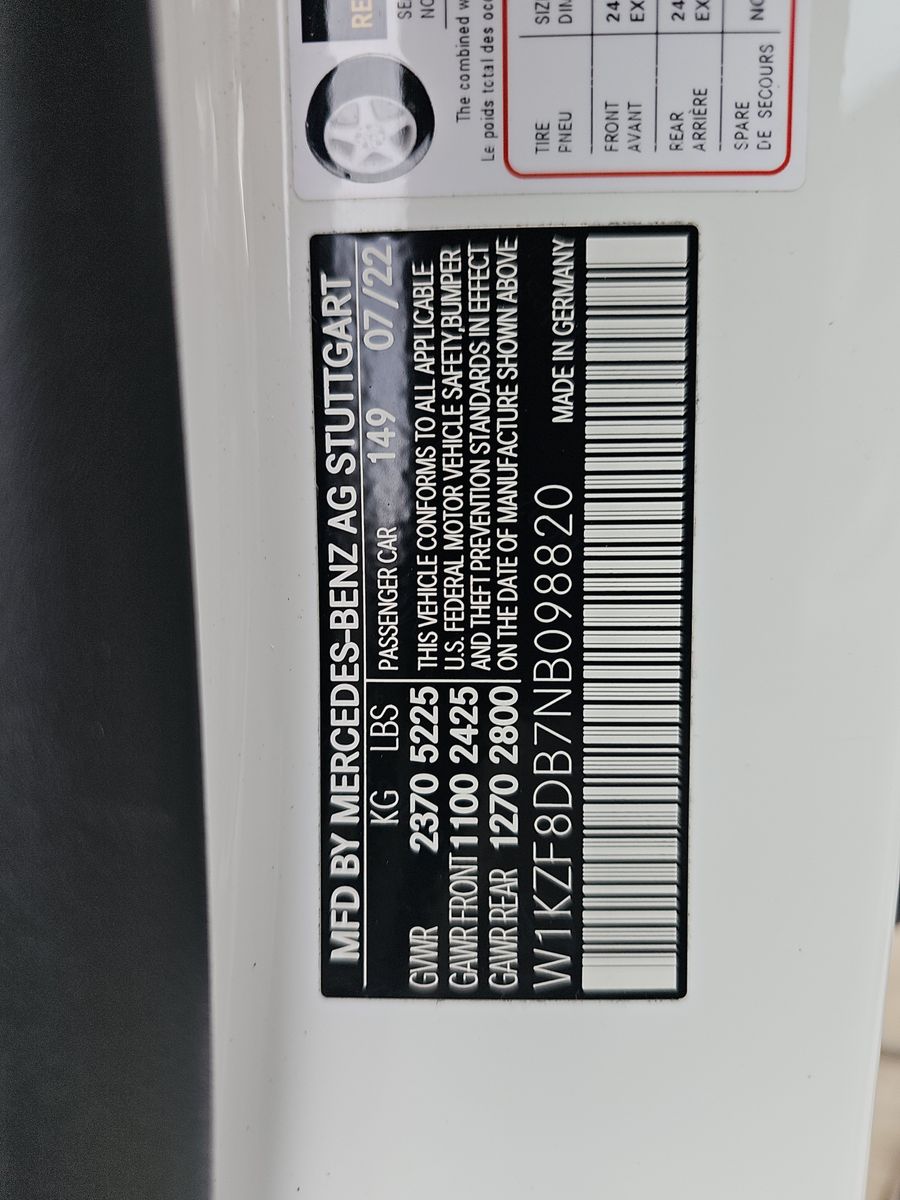 MFD BY MERCEDES-BENZ AG STUTTGART
KG LBS
PASSENGER CAR 149 07/22
GVWR 2370 5225
GAWR FRONT 1100 2425
GAWR REAR 1270 2800
THIS VEHICLE CONFORMS TO ALL APPLICABLE
U.S. FEDERAL MOTOR VEHICLE SAFETY,BUMPER
AND THEFT PREVENTION STANDARDS IN EFFECT
ON THE DATE OF MANUFACTURE SHOWN ABOVE
W1KZF8DB7NB098820
MADE IN GERMANY
The combined
Le poids total des
TIRE
PNEU
FRONT 24
AVANT
REAR 24
ARRIÈRE
SPARE
DE SECOURS